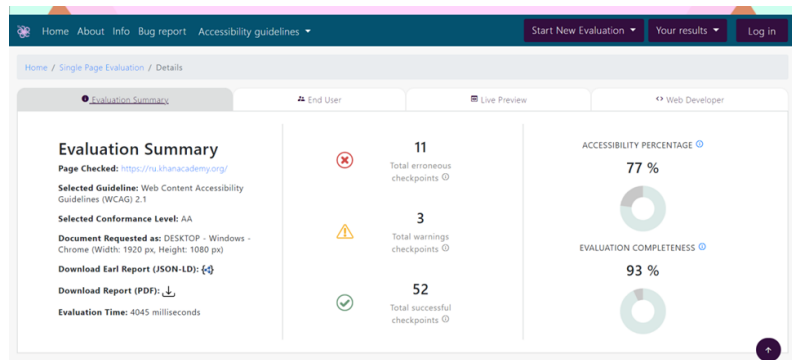 Home About Info Bug report Accessibility guidelines Start New Evaluation Your results Log in
Home / Single Page Evaluation / Details
Evaluation Summary End User Live Preview Web Developer
Evaluation Summary
Page Checked: https://ru.khanacademy.org/
Selected Guideline: Web Content Accessibility
Guidelines (WCAG) 2.1
Selected Conformance Level: AA
Document Requested as: DESKTOP - Windows -
Chrome (Width: 1920 px, Height: 1080 px)
Download Earl Report (JSON-LD):
Download Report (PDF):
Evaluation Time: 4045 milliseconds
11
Total erroneous
checkpoints
3
Total warnings
checkpoints
52
Total successful
checkpoints
ACCESSIBILITY PERCENTAGE
77 %
EVALUATION COMPLETENESS
93 %